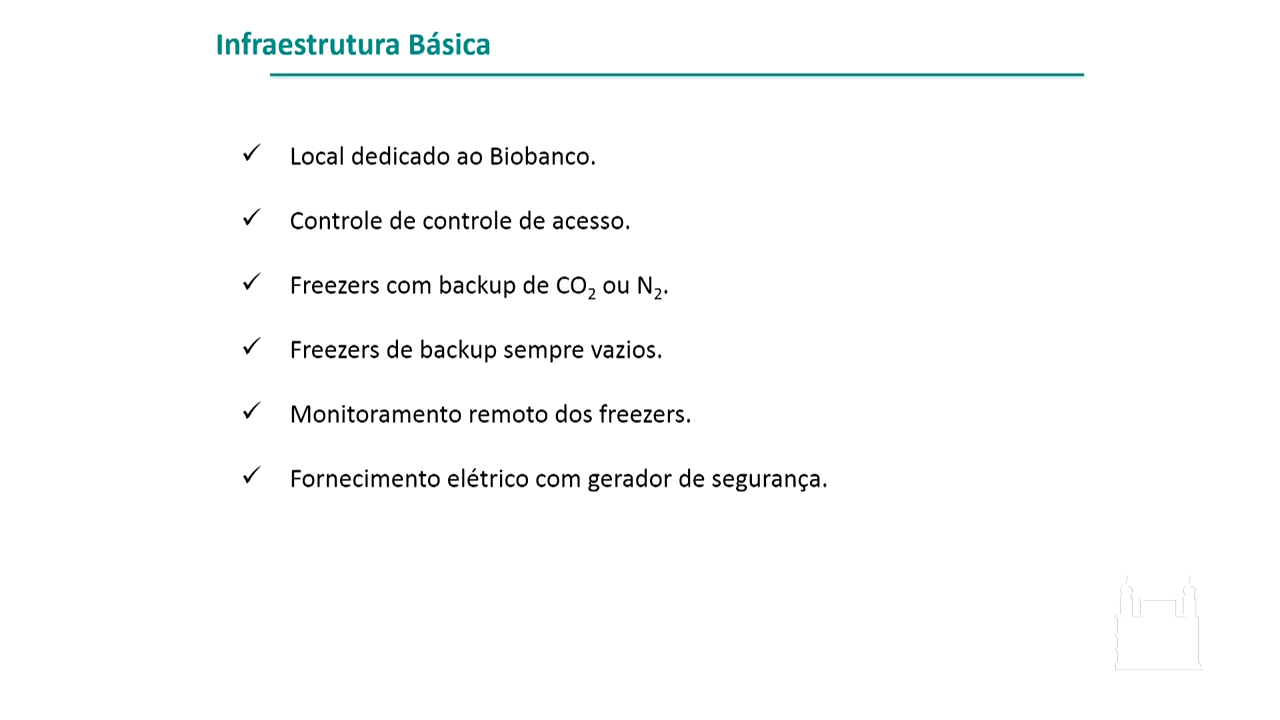 Infraestrutura Básica
✓ Local dedicado ao Biobanco.
✓ Controle de controle de acesso.
✓ Freezers com backup de CO₂ ou N₂.
✓ Freezers de backup sempre vazios.
✓ Monitoramento remoto dos freezers.
✓ Fornecimento elétrico com gerador de segurança.